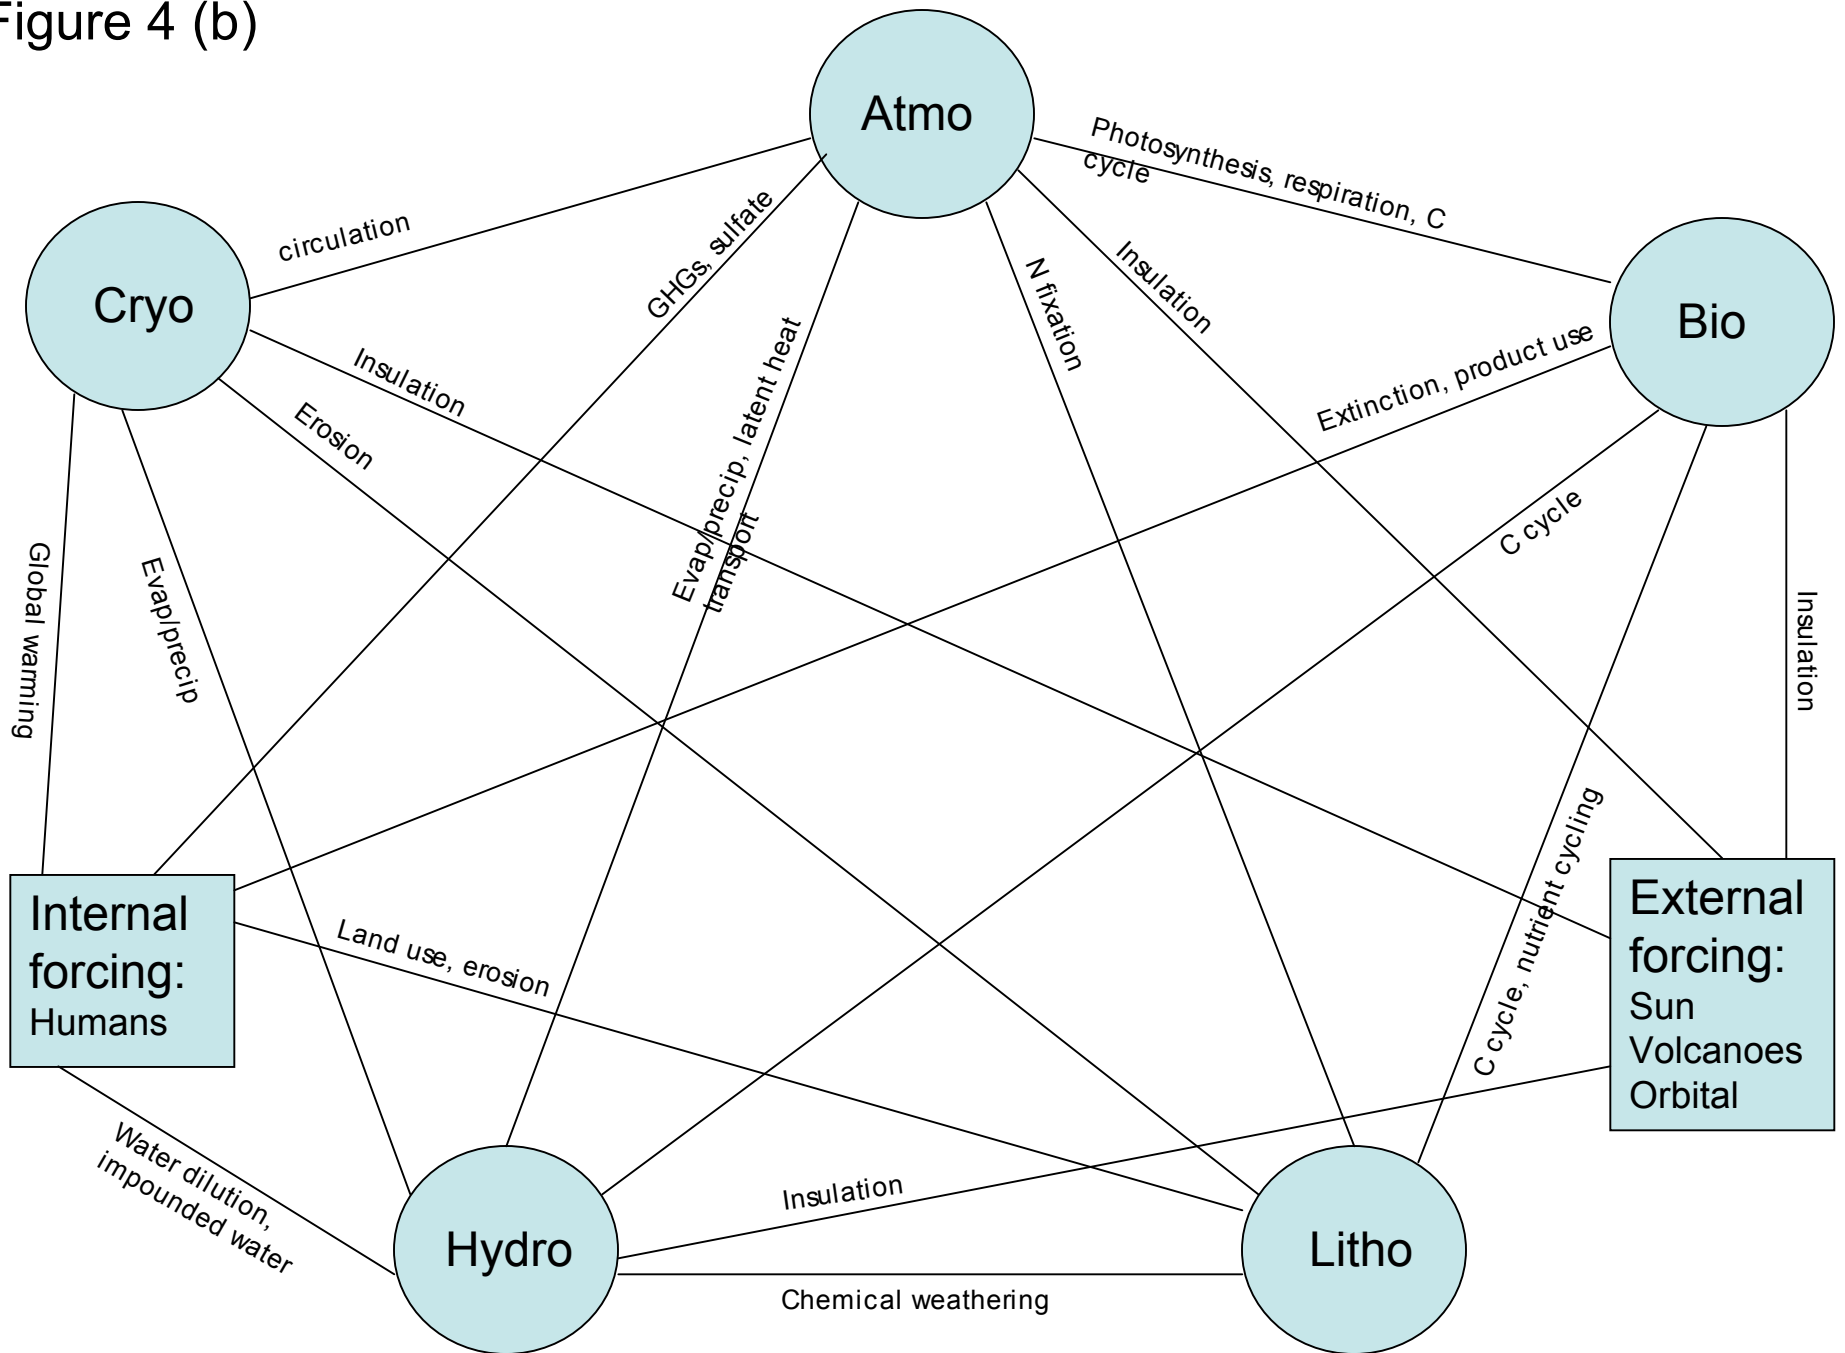 Figure 4 (b)
Atmo
Photosynthesis, respiration, C
cycle
Cryo
circulation
GHGs, sulfate
N fixation
Insulation
Bio
Insulation
Erosion
Evap/precip, latent heat
transport
Extinction, product use
C cycle
Global warming
Evap/precip
Insulation
Internal
forcing:
Humans
Land use, erosion
C cycle, nutrient cycling
External
forcing:
Sun
Volcanoes
Orbital
Water dilution,
impounded water
Hydro
Insulation
Litho
Chemical weathering